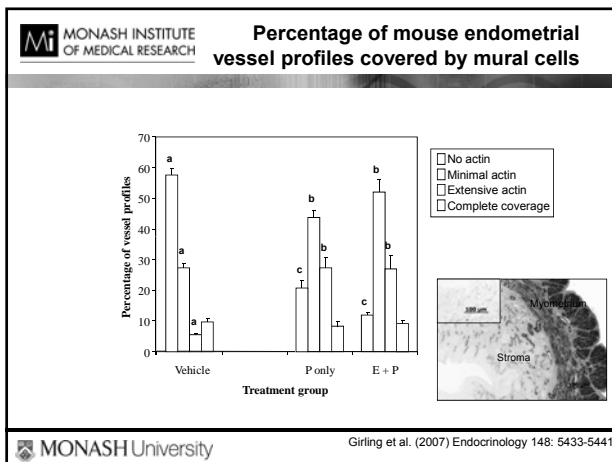 Mi MONASH INSTITUTE
OF MEDICAL RESEARCH
Percentage of mouse endometrial
vessel profiles covered by mural cells
Percentage of vessel profiles
70
60
50
40
30
20
10
0
a
a
a
c
b
b
c
b
b
Vehicle
P only
E + P
Treatment group
No actin
Minimal actin
Extensive actin
Complete coverage
100 µm
Myometrium
Stroma
MONASH University
Girling et al. (2007) Endocrinology 148: 5433-5441